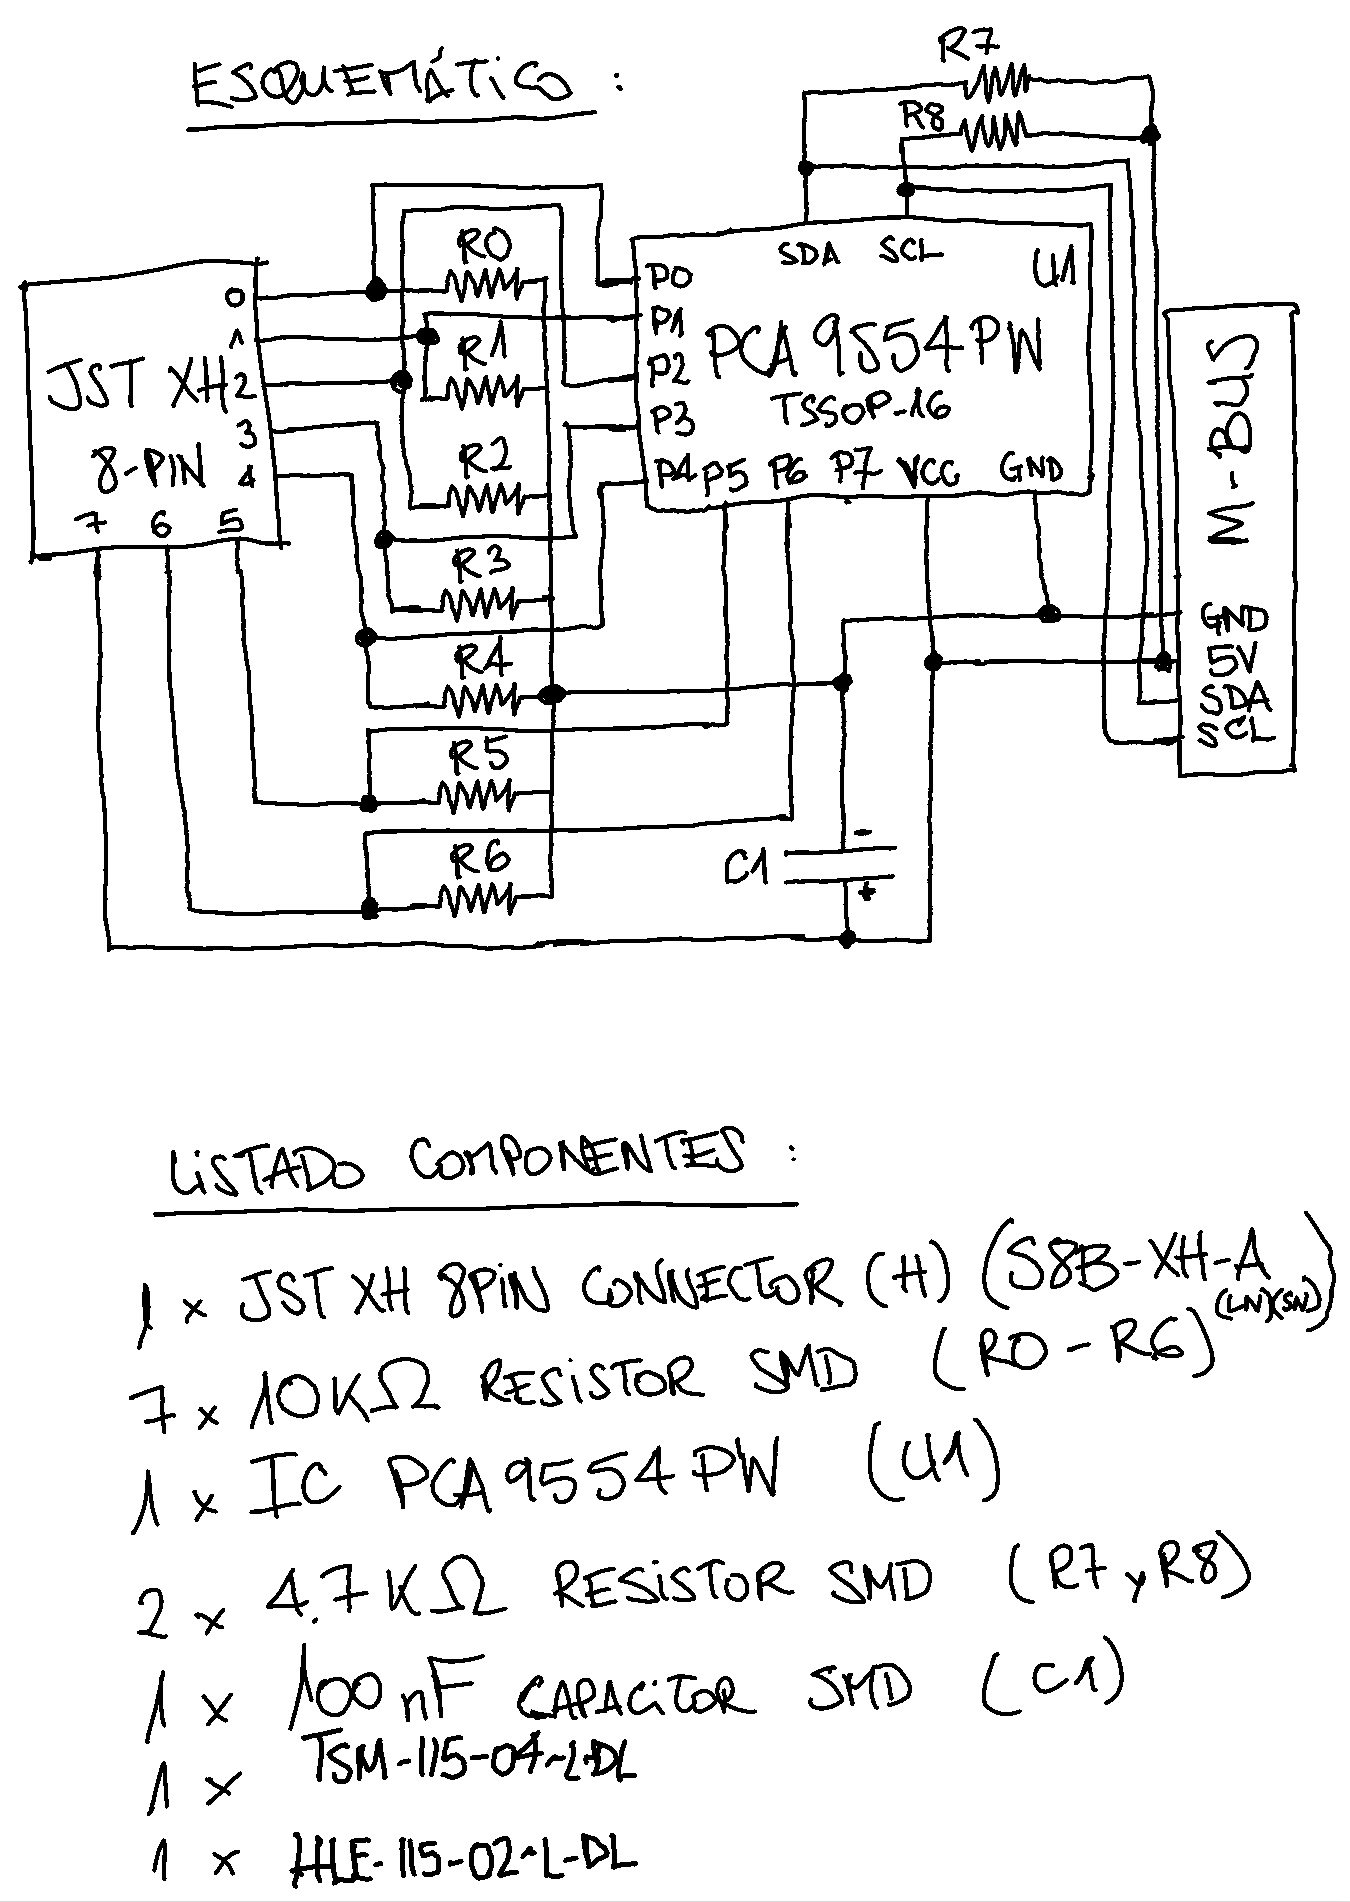 ESQUEMÁTICO :
R7
R8
SDA SCL
U1
PCA 9554PW
TSSOP-16
P0
P1
P2
P3
P4 P5 P6 P7 VCC GND
JST XH
8-PIN
0
1
2
3
4
7 6 5
R0
R1
R2
R3
R4
R5
R6
C1
-
+
M-BUS
GND
5V
SDA
SCL
LiSTADO COMPONENTES :
1 x JST XH 8PiN CONNECTOR (H) (S8B-XH-A (LN)(SN))
7 x 10KΩ RESiSTOR SMD (R0 - R6)
1 x IC PCA9554PW (U1)
2 x 4.7KΩ RESiSTOR SMD (R7 y R8)
1 x 100nF CAPACiTOR SMD (C1)
1 x TSM-115-04-L-DL
1 x HLE-115-02-L-DL